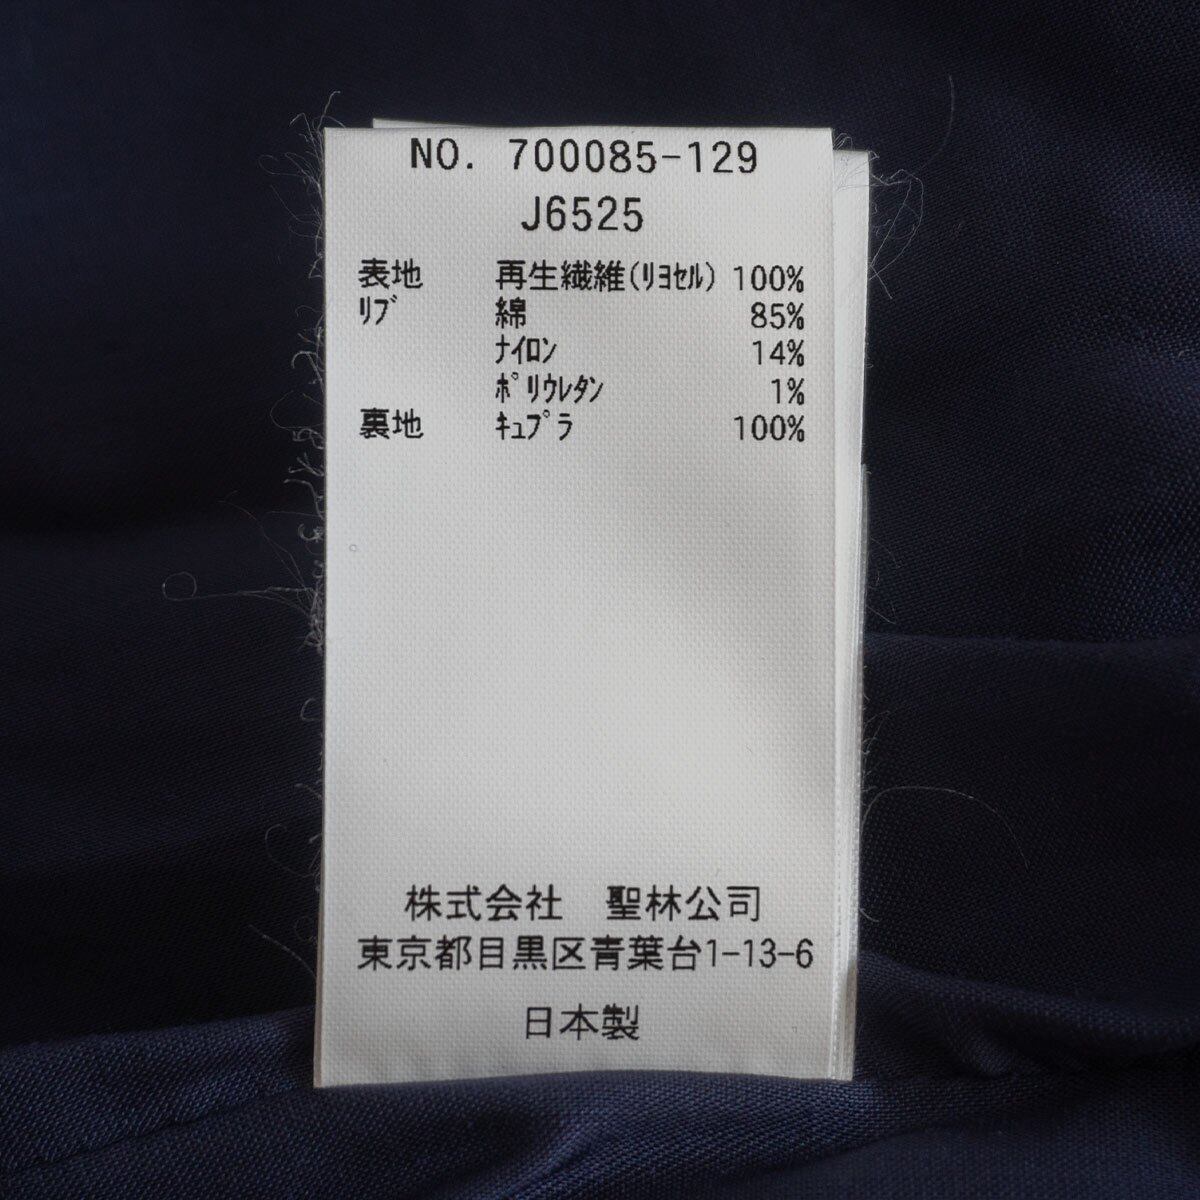 NO. 700085-129
J6525
表地 再生繊維(ﾘﾖｾﾙ) 100%
ﾘﾌﾞ 綿 85%
ﾅｲﾛﾝ 14%
ﾎﾟﾘｳﾚﾀﾝ 1%
裏地 ｷｭﾌﾟﾗ 100%
株式会社 聖林公司
東京都目黒区青葉台1-13-6
日本製